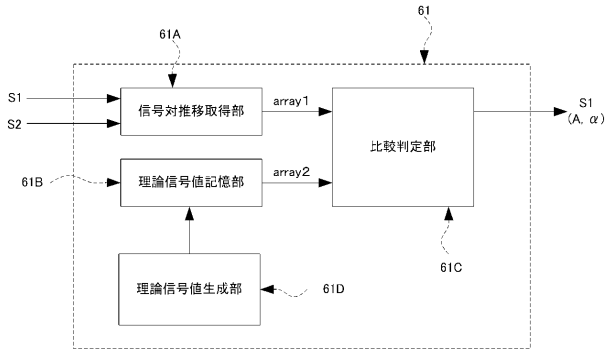 61A
61
S1
S2
信号対推移取得部
array1
比較判定部
S1
(A, α)
61B
理論信号値記憶部
array2
61C
理論信号値生成部
61D